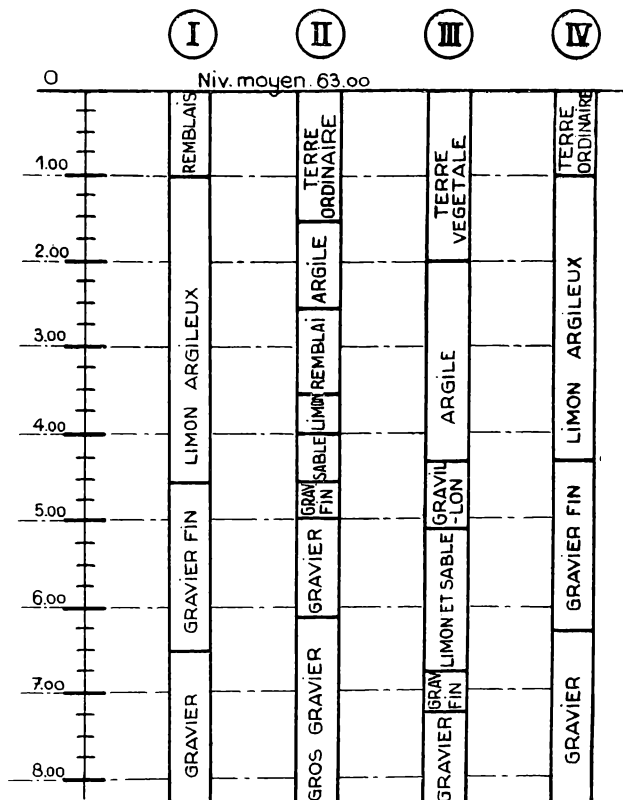 I II III IV
O Niv. moyen. 63.00
1.00
2.00
3.00
4.00
5.00
6.00
7.00
8.00
REMBLAIS
LIMON ARGILEUX
GRAVIER FIN
GRAVIER
TERRE
ORDINAIRE
ARGILE
REMBLAI
LIMON
SABLE
GRAV
FIN
GRAVIER
GROS GRAVIER
TERRE
VEGETALE
ARGILE
GRAVIL
-LON
LIMON ET SABLE
GRAV
FIN
GRAVIER
TERRE
ORDINAIRE
LIMON ARGILEUX
GRAVIER FIN
GRAVIER